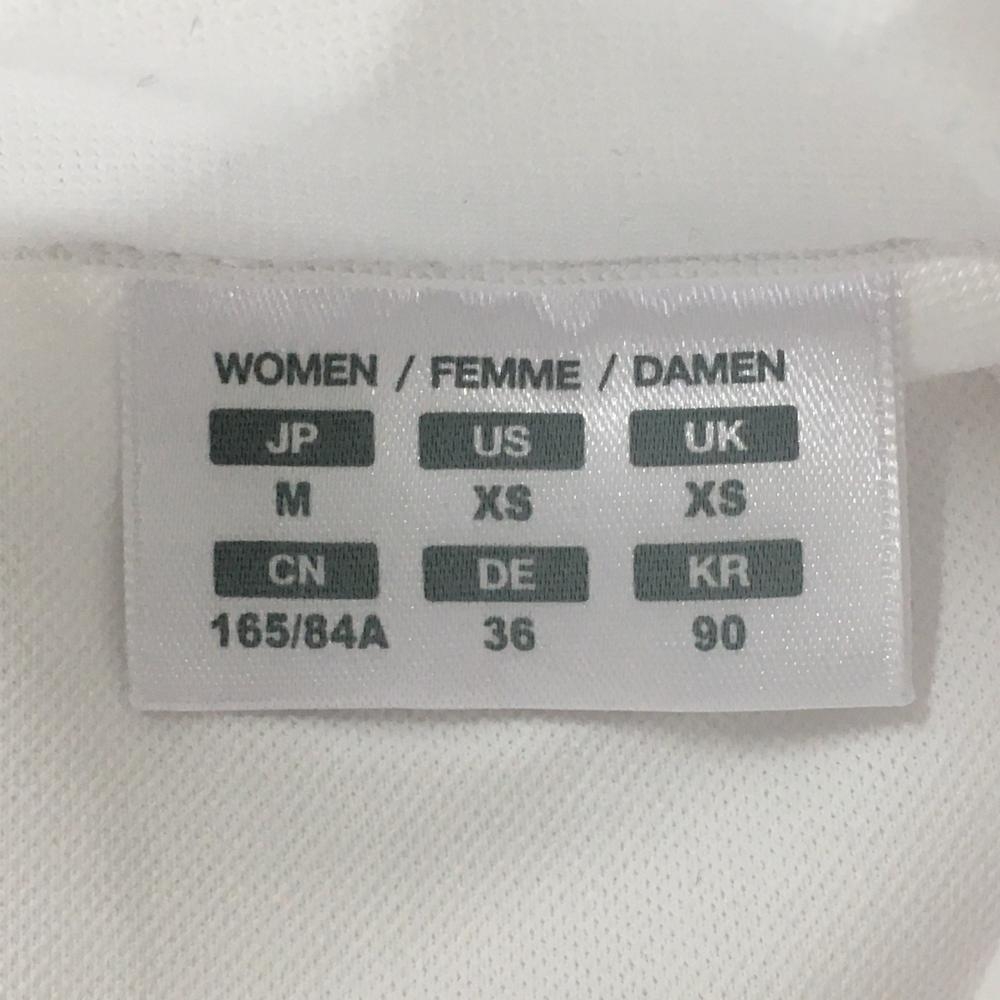 WOMEN / FEMME / DAMEN
JP US UK
M XS XS
CN DE KR
165/84A 36 90